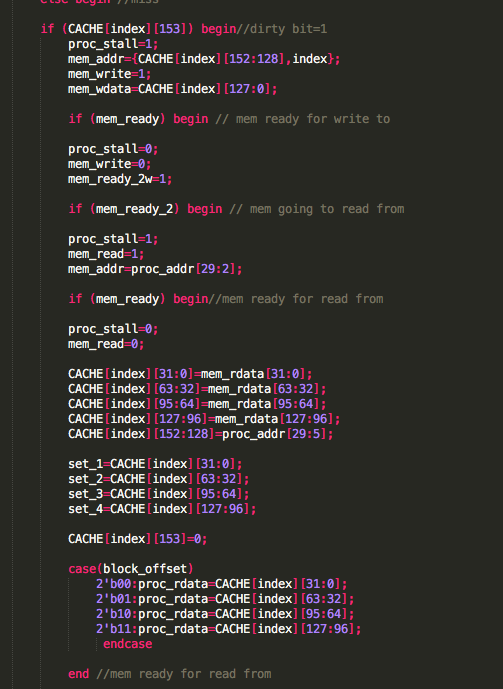 else begin //miss
if (CACHE[index][153]) begin//dirty bit=1
proc_stall=1;
mem_addr={CACHE[index][152:128],index};
mem_write=1;
mem_wdata=CACHE[index][127:0];
if (mem_ready) begin // mem ready for write to
proc_stall=0;
mem_write=0;
mem_ready_2w=1;
if (mem_ready_2) begin // mem going to read from
proc_stall=1;
mem_read=1;
mem_addr=proc_addr[29:2];
if (mem_ready) begin//mem ready for read from
proc_stall=0;
mem_read=0;
CACHE[index][31:0]=mem_rdata[31:0];
CACHE[index][63:32]=mem_rdata[63:32];
CACHE[index][95:64]=mem_rdata[95:64];
CACHE[index][127:96]=mem_rdata[127:96];
CACHE[index][152:128]=proc_addr[29:5];
set_1=CACHE[index][31:0];
set_2=CACHE[index][63:32];
set_3=CACHE[index][95:64];
set_4=CACHE[index][127:96];
CACHE[index][153]=0;
case(block_offset)
2'b00:proc_rdata=CACHE[index][31:0];
2'b01:proc_rdata=CACHE[index][63:32];
2'b10:proc_rdata=CACHE[index][95:64];
2'b11:proc_rdata=CACHE[index][127:96];
endcase
end //mem ready for read from